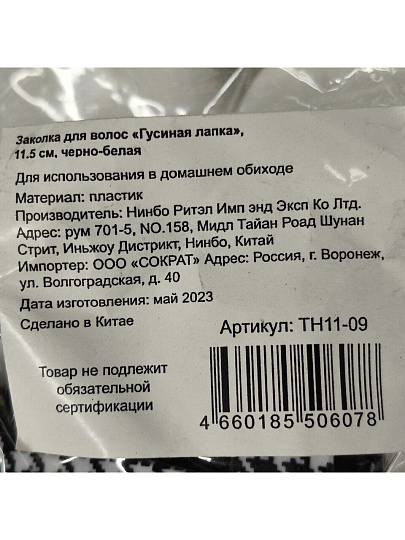 Заколка для волос «Гусиная лапка»,
11.5 см, черно-белая
Для использования в домашнем обиходе
Материал: пластик
Производитель: Нинбо Ритэл Имп энд Эксп Ко Лтд.
Адрес: рум 701-5, NO.158, Мидл Тайан Роад Шунан
Стрит, Иньжоу Дистрикт, Нинбо, Китай
Импортер: ООО «СОКРАТ» Адрес: Россия, г. Воронеж,
ул. Волгоградская, д. 40
Дата изготовления: май 2023
Сделано в Китае
Артикул: TH11-09
Товар не подлежит
обязательной
сертификации
4 660185 506078